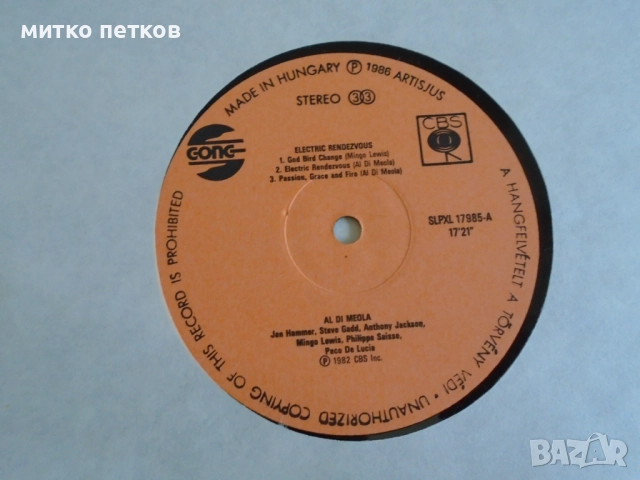 митко петков
MADE IN HUNGARY Ⓟ 1986 ARTISJUS
STEREO 33
GONG
CBS
ELECTRIC RENDEZVOUS
1. God Bird Change (Mingo Lewis)
2. Electric Rendezvous (Al Di Meola)
3. Passion, Grace and Fire (Al Di Meola)
SLPXL 17985-A
17'21"
AL DI MEOLA
Jan Hammer, Steve Gadd, Anthony Jackson,
Mingo Lewis, Philippe Saisse,
Paco De Lucia
Ⓟ 1982 CBS Inc.
A HANGFELVÉTELT A TÖRVÉNY VÉDI • UNAUTHORIZED COPYING OF THIS RECORD IS PROHIBITED
BAZAR